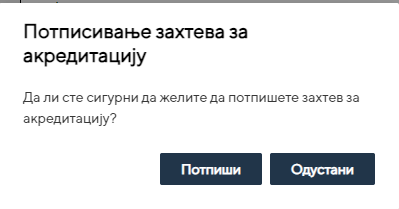 Потписивање захтева за
акредитацију
Да ли сте сигурни да желите да потпишете захтев за
акредитацију?
Потпиши Одустани